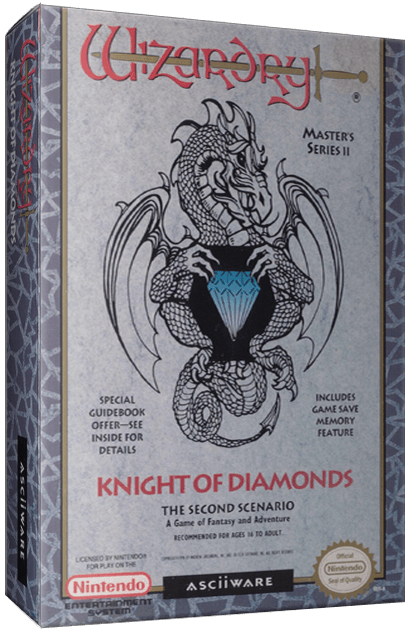 Wizardry
®
MASTER'S
SERIES II
SPECIAL
GUIDEBOOK
OFFER—SEE
INSIDE FOR
DETAILS
INCLUDES
GAME SAVE
MEMORY
FEATURE
KNIGHT OF DIAMONDS
THE SECOND SCENARIO
A Game of Fantasy and Adventure
RECOMMENDED FOR AGES 16 TO ADULT.
LICENSED BY NINTENDO®
FOR PLAY ON THE
Nintendo
ENTERTAINMENT
SYSTEM
ASCIIWARE
Official
Nintendo
Seal of Quality
Wizardry
KNIGHT OF DIAMONDS
ASCIIWARE